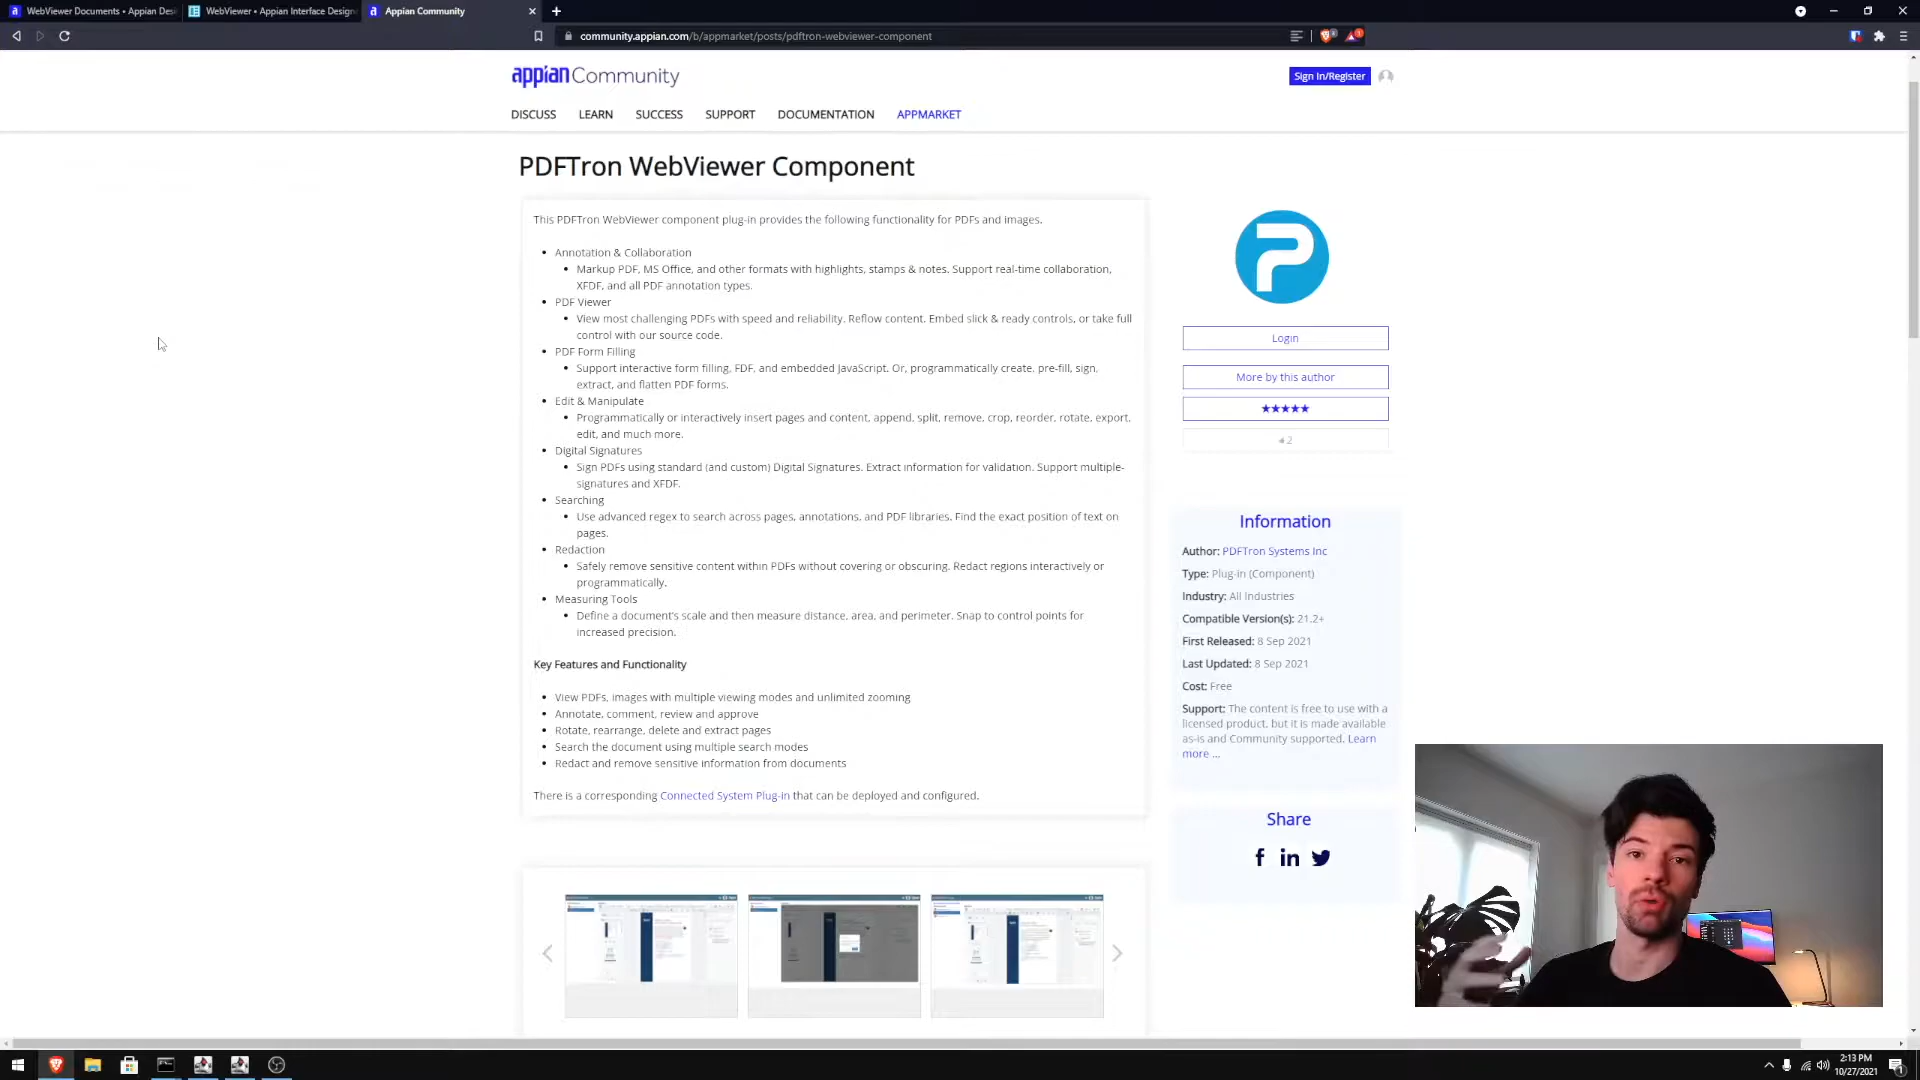 WebViewer Documents • Appian Des
WebViewer • Appian Interface Design
Appian Community
community.appian.com/b/appmarket/posts/pdftron-webviewer-component
appian Community
Sign In/Register
DISCUSS LEARN SUCCESS SUPPORT DOCUMENTATION APPMARKET
PDFTron WebViewer Component
This PDFTron WebViewer component plug-in provides the following functionality for PDFs and images.
• Annotation & Collaboration
• Markup PDF, MS Office, and other formats with highlights, stamps & notes. Support real-time collaboration,
XFDF, and all PDF annotation types.
• PDF Viewer
• View most challenging PDFs with speed and reliability. Reflow content. Embed slick & ready controls, or take full
control with our source code.
• PDF Form Filling
• Support interactive form filling, FDF, and embedded JavaScript. Or, programmatically create, pre-fill, sign,
extract, and flatten PDF forms.
• Edit & Manipulate
• Programmatically or interactively insert pages and content, append, split, remove, crop, reorder, rotate, export,
edit, and much more.
• Digital Signatures
• Sign PDFs using standard (and custom) Digital Signatures. Extract information for validation. Support multiple-
signatures and XFDF.
• Searching
• Use advanced regex to search across pages, annotations, and PDF libraries. Find the exact position of text on
pages.
• Redaction
• Safely remove sensitive content within PDFs without covering or obscuring. Redact regions interactively or
programmatically.
• Measuring Tools
• Define a document's scale and then measure distance, area, and perimeter. Snap to control points for
increased precision.
Key Features and Functionality
• View PDFs, images with multiple viewing modes and unlimited zooming
• Annotate, comment, review and approve
• Rotate, rearrange, delete and extract pages
• Search the document using multiple search modes
• Redact and remove sensitive information from documents
There is a corresponding Connected System Plug-in that can be deployed and configured.
Login
More by this author
★★★★★
2
Information
Author: PDFTron Systems Inc
Type: Plug-in (Component)
Industry: All Industries
Compatible Version(s): 21.2+
First Released: 8 Sep 2021
Last Updated: 8 Sep 2021
Cost: Free
Support: The content is free to use with a
licensed product, but it is made available
as-is and Community supported. Learn
more ...
Share
2:13 PM
10/27/2021